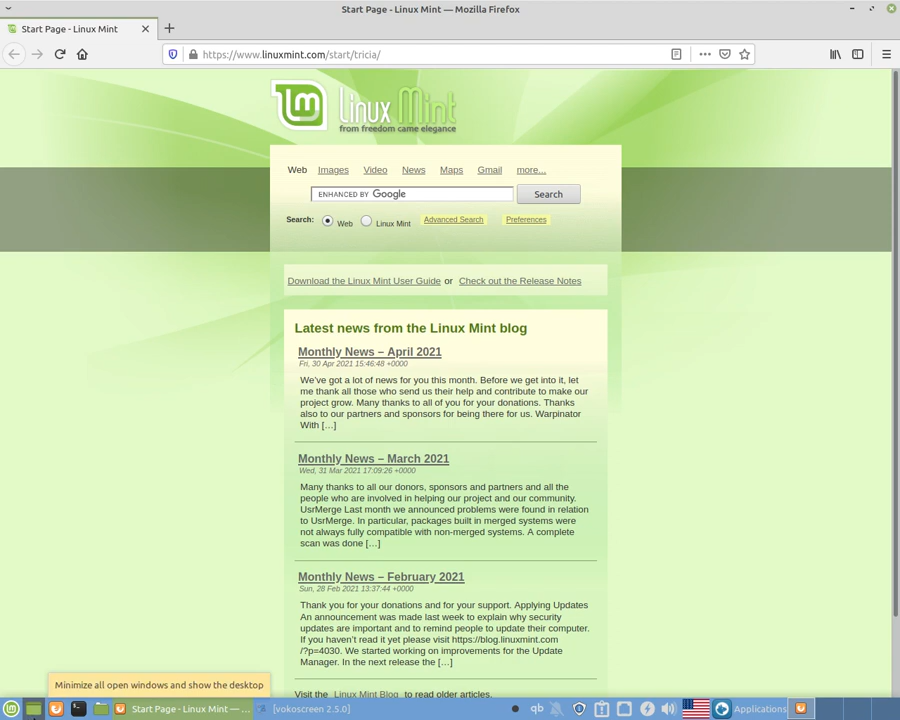 Start Page - Linux Mint — Mozilla Firefox
Start Page - Linux Mint
https://www.linuxmint.com/start/tricia/
Linux Mint
from freedom came elegance
Web Images Video News Maps Gmail more...
ENHANCED BY Google Search
Search: Web Linux Mint Advanced Search Preferences
Download the Linux Mint User Guide or Check out the Release Notes
Latest news from the Linux Mint blog
Monthly News – April 2021
Fri, 30 Apr 2021 15:46:48 +0000
We've got a lot of news for you this month. Before we get into it, let
me thank all those who send us their help and contribute to make our
project grow. Many thanks to all of you for your donations. Thanks
also to our partners and sponsors for being there for us. Warpinator
With […]
Monthly News – March 2021
Wed, 31 Mar 2021 17:09:26 +0000
Many thanks to all our donors, sponsors and partners and all the
people who are involved in helping our project and our community.
UsrMerge Last month we announced problems were found in relation
to UsrMerge. In particular, packages built in merged systems were
not always fully compatible with non-merged systems. A complete
scan was done […]
Monthly News – February 2021
Sun, 28 Feb 2021 13:37:44 +0000
Thank you for your donations and for your support. Applying Updates
An announcement was made last week to explain why security
updates are important and to remind people to update their computer.
If you haven't read it yet please visit https://blog.linuxmint.com
/?p=4030. We started working on improvements for the Update
Manager. In the next release the […]
Visit the Linux Mint Blog to read older articles.
Minimize all open windows and show the desktop
Start Page - Linux Mint — ... [vokoscreen 2.5.0] qb Applications